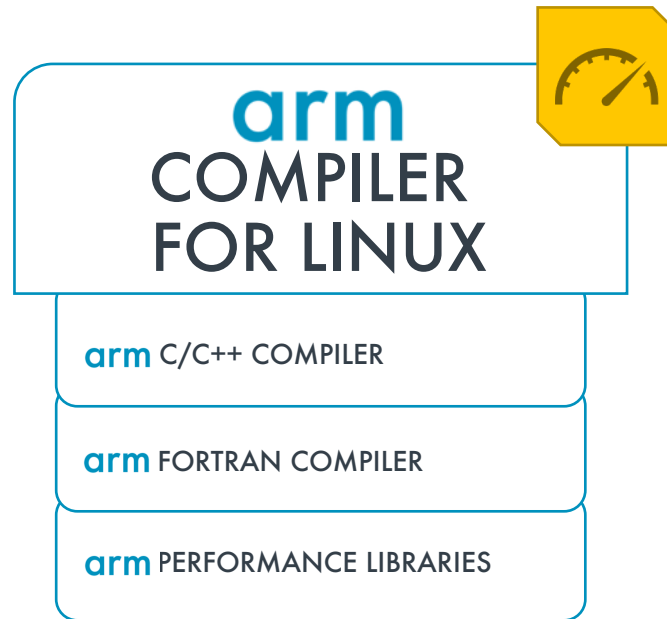 arm
COMPILER
FOR LINUX
arm C/C++ COMPILER
arm FORTRAN COMPILER
arm PERFORMANCE LIBRARIES